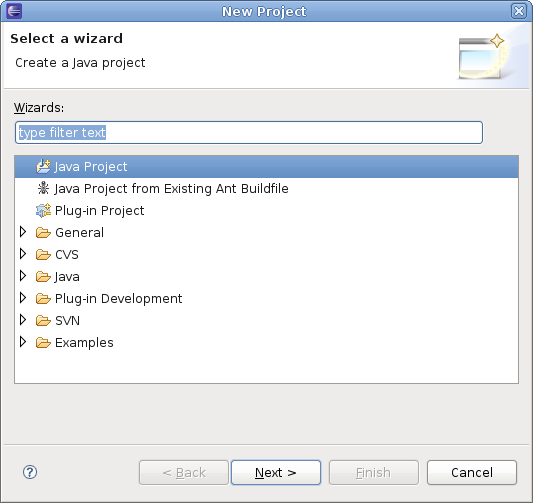 New Project
Select a wizard
Create a Java project
Wizards:
type filter text
Java Project
Java Project from Existing Ant Buildfile
Plug-in Project
General
CVS
Java
Plug-in Development
SVN
Examples
? < Back Next > Finish Cancel